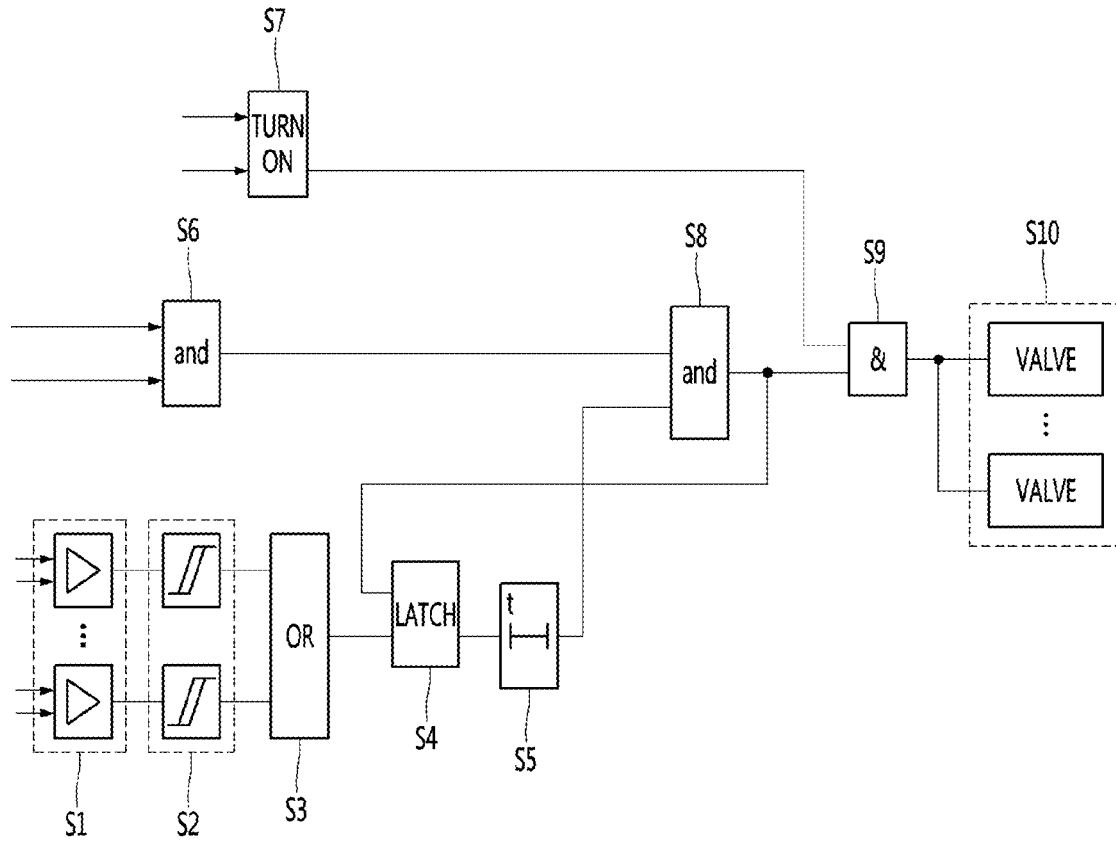 S7
TURN
ON
S6
and
S8
and
S9
&
S10
VALVE
VALVE
S1
S2
OR
S3
LATCH
S4
t
S5